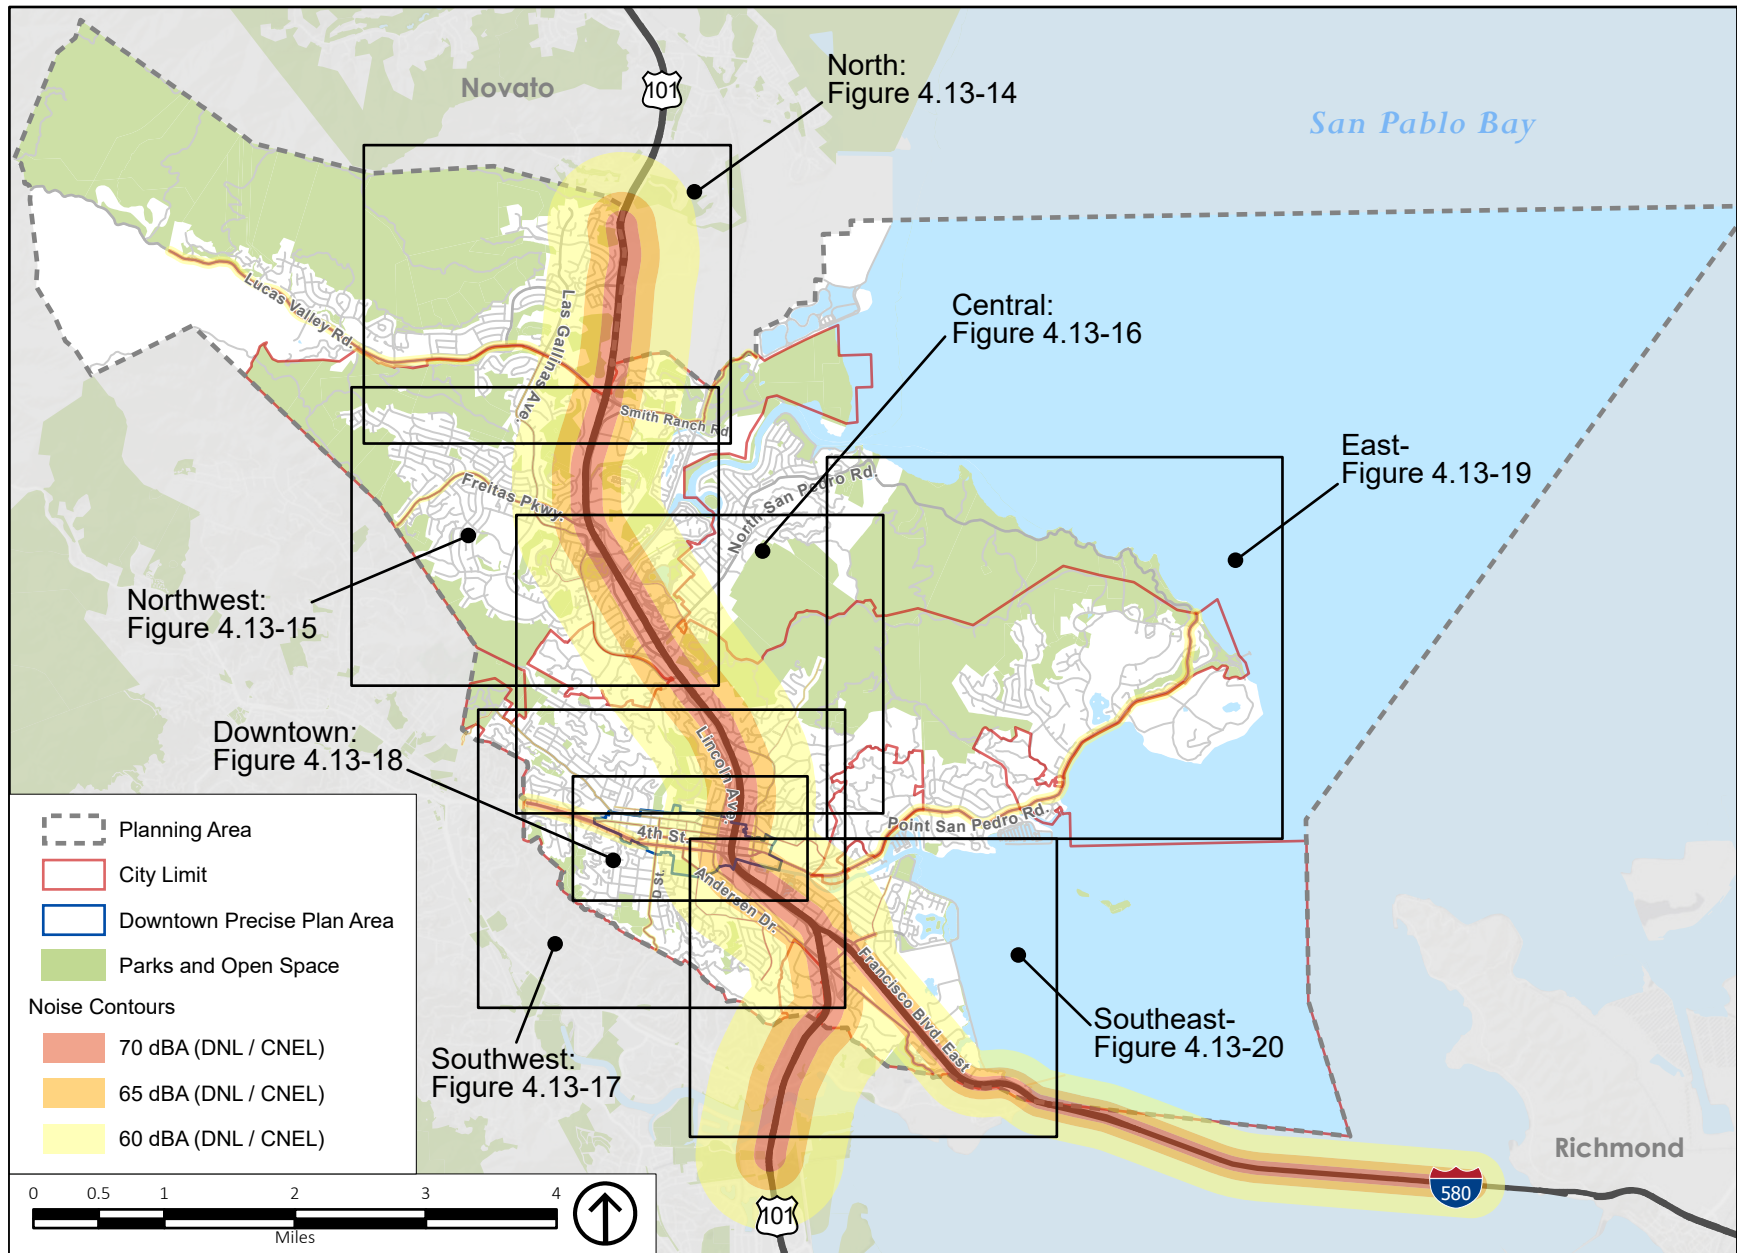 Novato
101
North:
Figure 4.13-14
San Pablo Bay
Central:
Figure 4.13-16
Lucas Valley Rd.
Las Gallinas Ave.
Smith Ranch Rd
East-
Figure 4.13-19
North San Pedro Rd.
Freitas Pkwy.
Northwest:
Figure 4.13-15
Downtown:
Figure 4.13-18
Lincoln Ave.
4th St.
Point San Pedro Rd.
D St.
Andersen Dr.
Francisco Blvd. East
Southwest:
Figure 4.13-17
Southeast-
Figure 4.13-20
Richmond
580
101
Planning Area
City Limit
Downtown Precise Plan Area
Parks and Open Space
Noise Contours
70 dBA (DNL / CNEL)
65 dBA (DNL / CNEL)
60 dBA (DNL / CNEL)
0 0.5 1 2 3 4
Miles